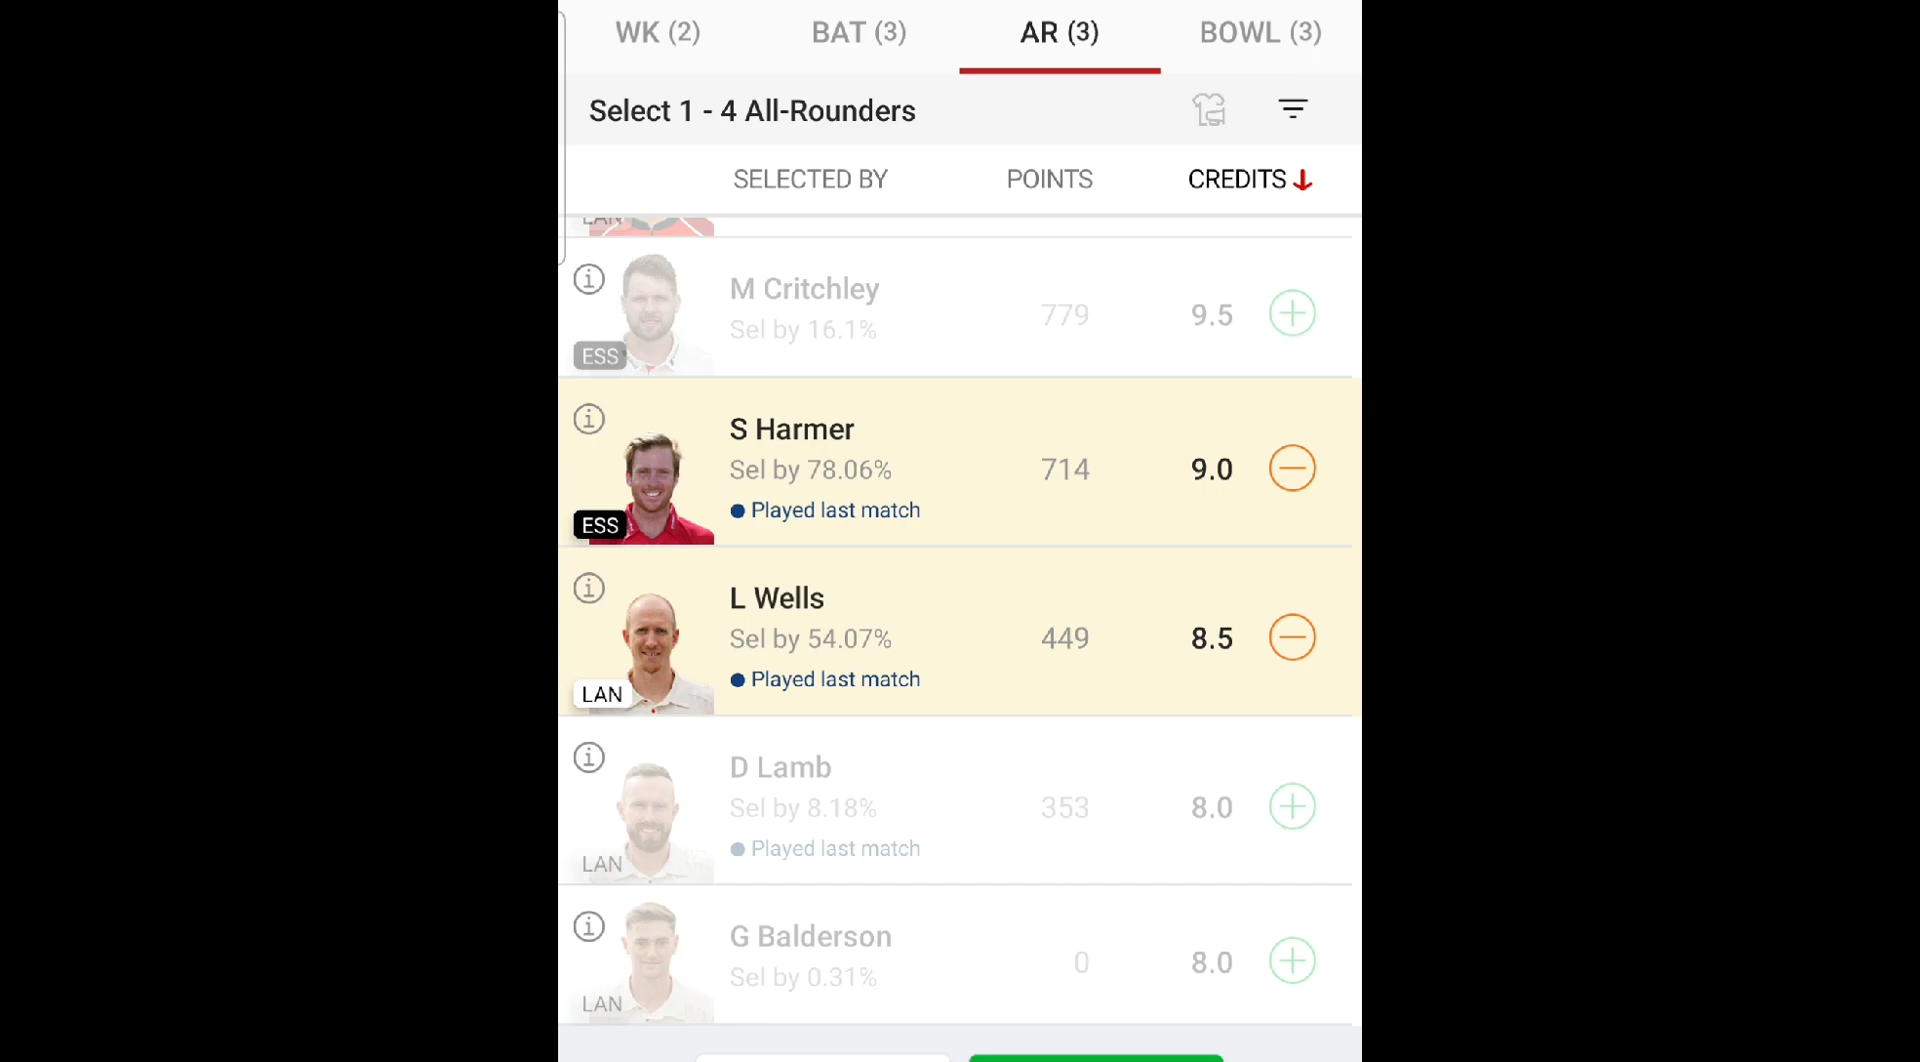 WK (2) BAT (3) AR (3) BOWL (3)
Select 1 - 4 All-Rounders
SELECTED BY POINTS CREDITS
LAN
M Critchley
Sel by 16.1% 779 9.5
ESS
S Harmer
Sel by 78.06% 714 9.0
Played last match
ESS
L Wells
Sel by 54.07% 449 8.5
Played last match
LAN
D Lamb
Sel by 8.18% 353 8.0
Played last match
LAN
G Balderson
Sel by 0.31% 0 8.0
LAN